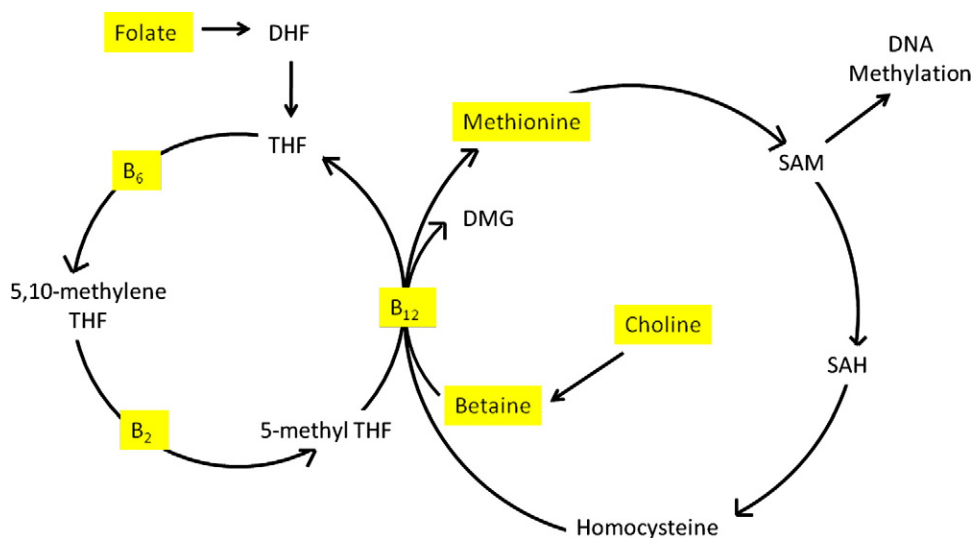 Folate
DHF
DNA
Methylation
Methionine
THF
SAM
B₆
DMG
5,10-methylene
THF
B₁₂
Choline
SAH
Betaine
B₂
5-methyl THF
Homocysteine